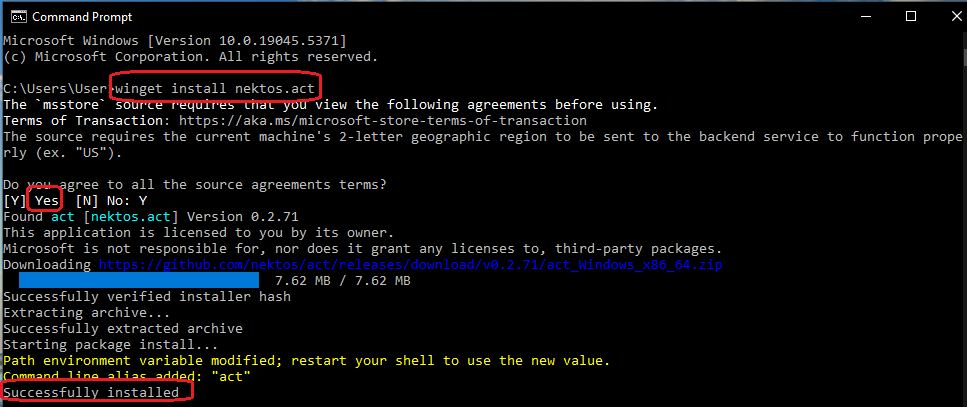 Command Prompt
Microsoft Windows [Version 10.0.19045.5371]
(c) Microsoft Corporation. All rights reserved.
C:\Users\User>winget install nektos.act
The `msstore` source requires that you view the following agreements before using.
Terms of Transaction: https://aka.ms/microsoft-store-terms-of-transaction
The source requires the current machine's 2-letter geographic region to be sent to the backend service to function prope
rly (ex. "US").
Do you agree to all the source agreements terms?
[Y] Yes  [N] No: Y
Found act [nektos.act] Version 0.2.71
This application is licensed to you by its owner.
Microsoft is not responsible for, nor does it grant any licenses to, third-party packages.
Downloading https://github.com/nektos/act/releases/download/v0.2.71/act_Windows_x86_64.zip
7.62 MB / 7.62 MB
Successfully verified installer hash
Extracting archive...
Successfully extracted archive
Starting package install...
Path environment variable modified; restart your shell to use the new value.
Command line alias added: "act"
Successfully installed